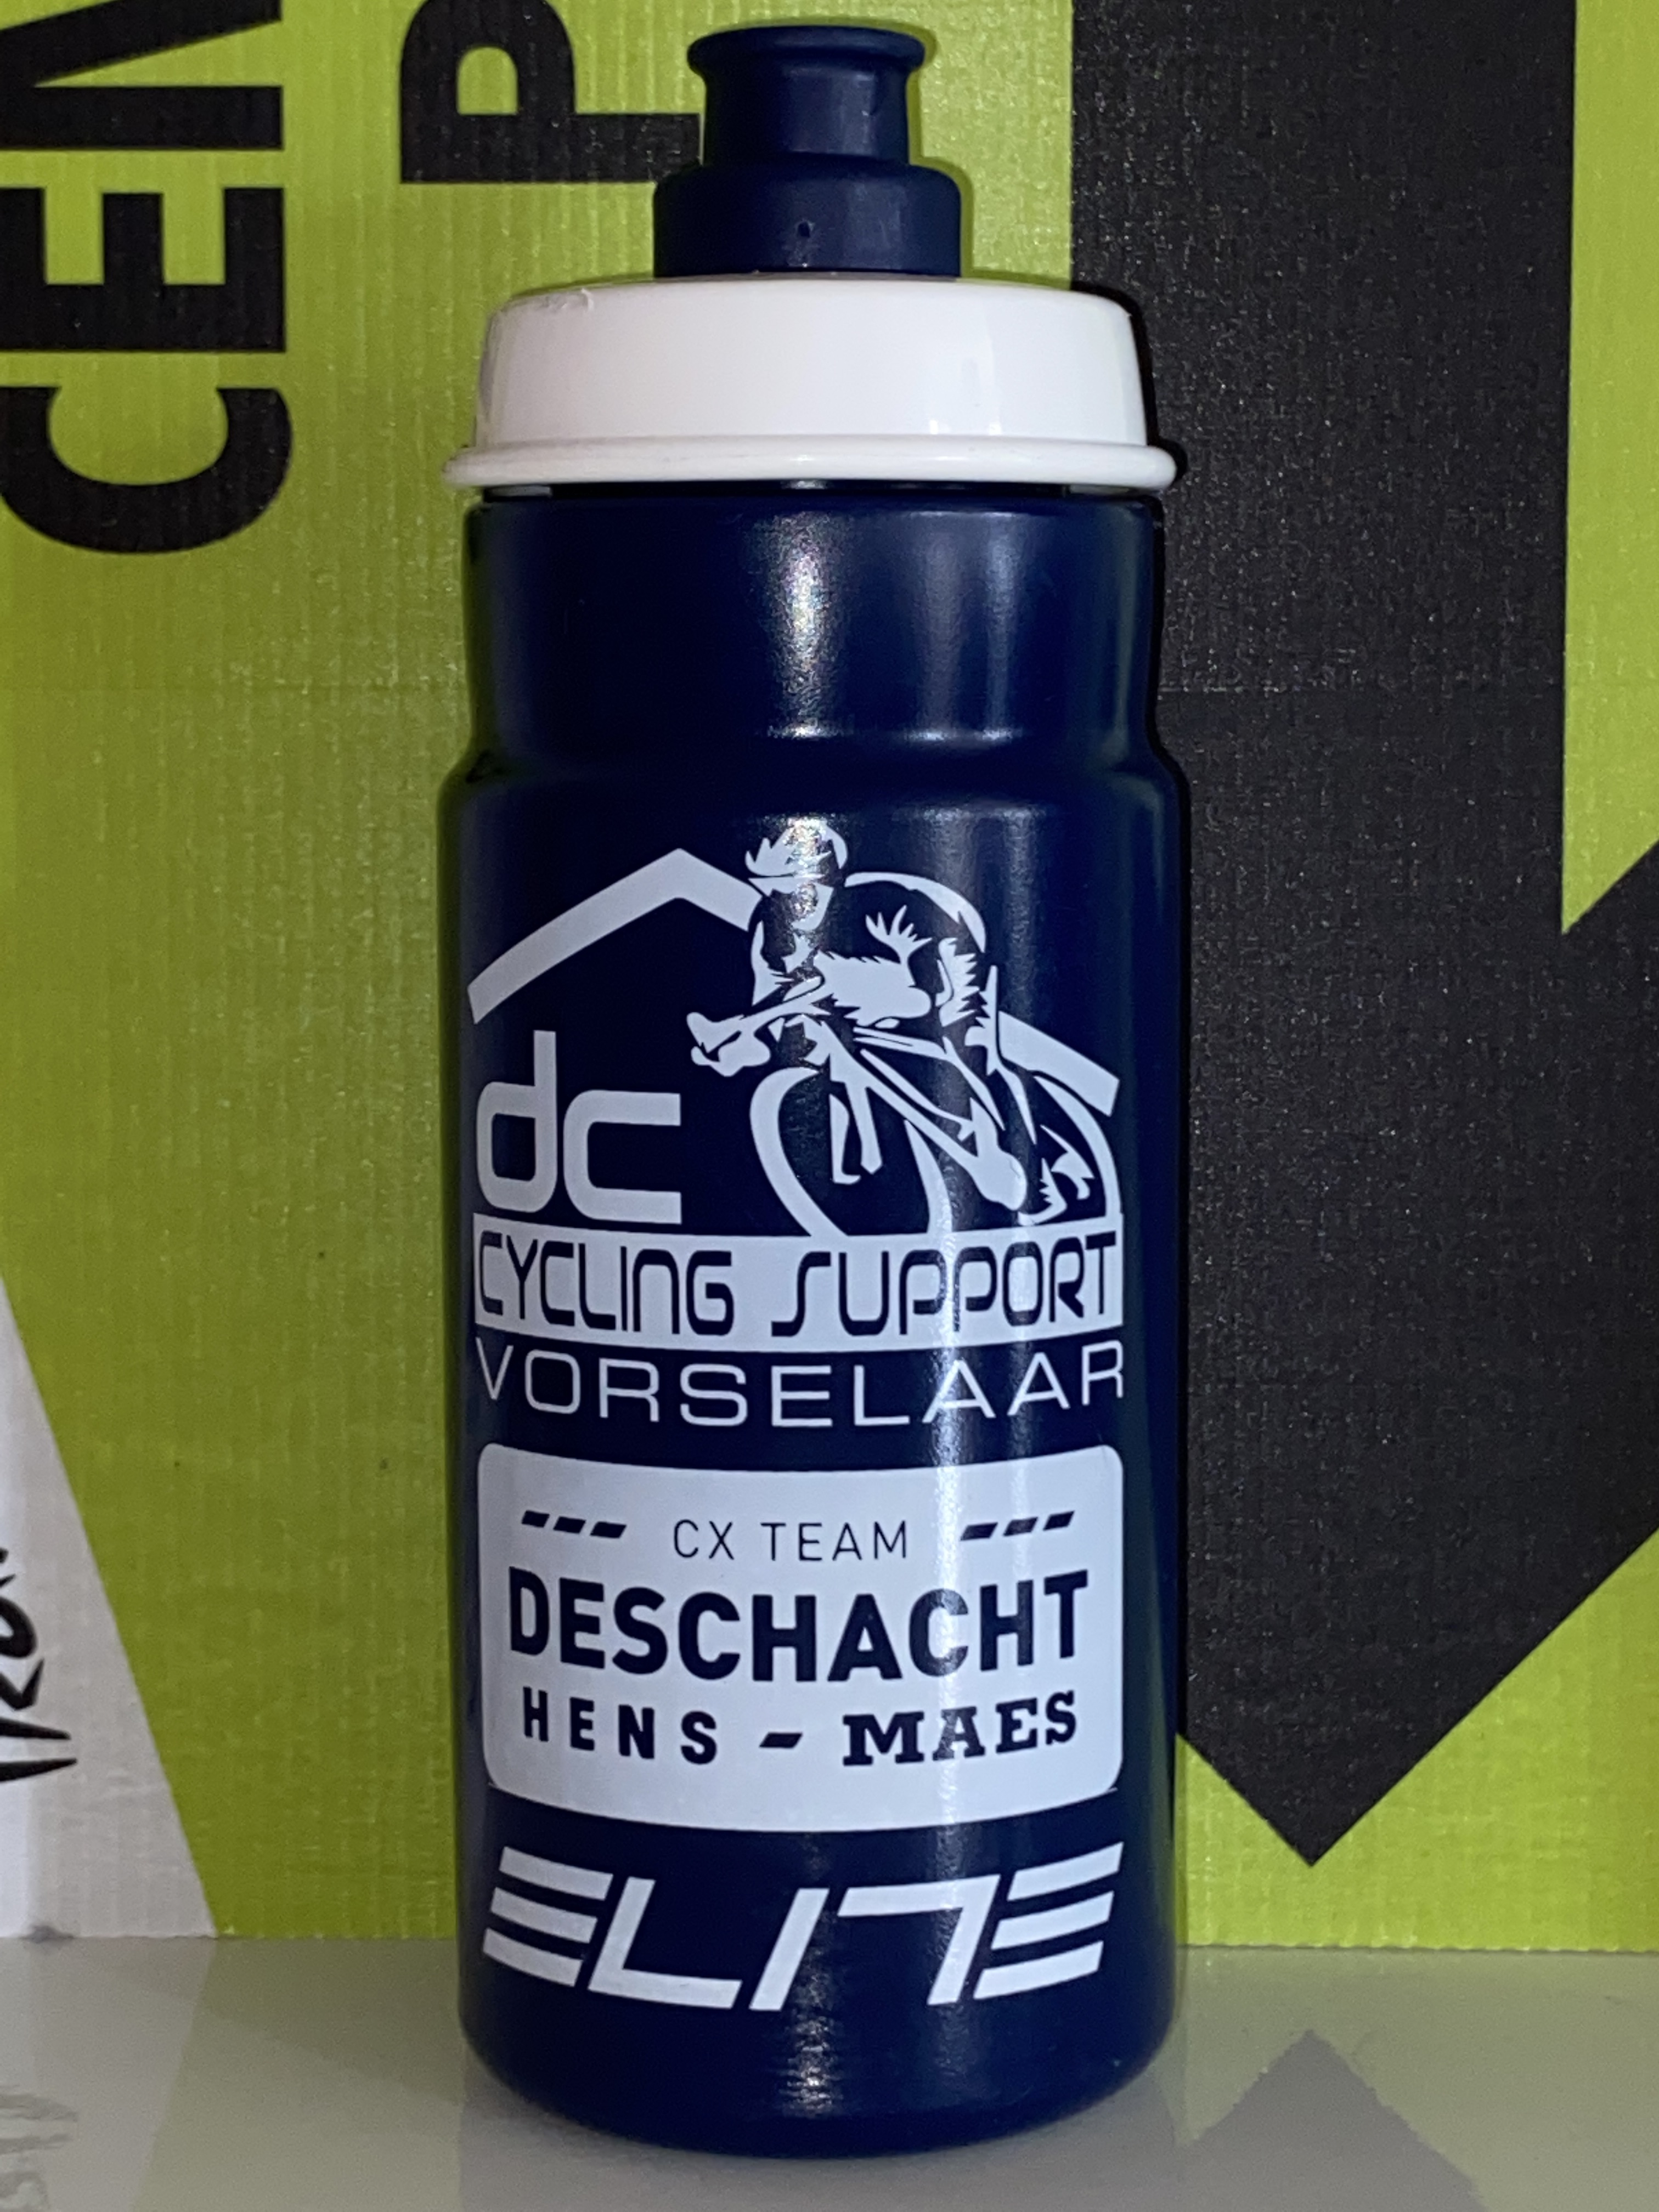 dc
CYCLING SUPPORT
VORSELAAR
--- CX TEAM ---
DESCHACHT
HENS - MAES
ELITE